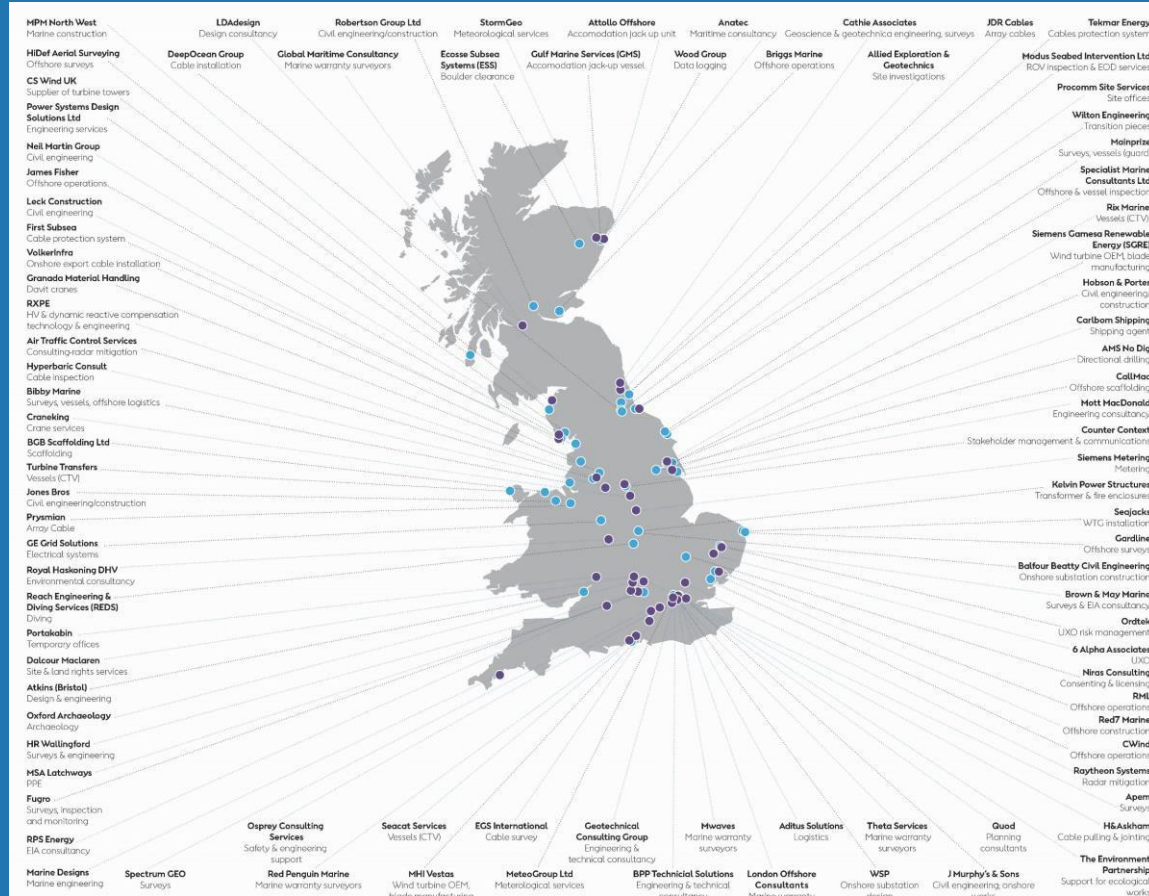 MPM North West
Marine construction
HiDef Aerial Surveying
Offshore surveys
CS Wind UK
Supplier of turbine towers
Power Systems Design
Solutions Ltd
Engineering services
Neil Martin Group
Civil engineering
James Fisher
Offshore operations
Leck Construction
Civil engineering
First Subsea
Cable protection system
VolkerInfra
Onshore export cable installation
Granada Material Handling
Davit cranes
RXPE
HV & dynamic reactive compensation
technology & engineering
Air Traffic Control Services
Consulting-radar mitigation
Hyperbaric Consult
Cable inspection
Bibby Marine
Surveys, vessels, offshore logistics
Craneking
Crane services
BGB Scaffolding Ltd
Scaffolding
Turbine Transfers
Vessels (CTV)
Jones Bros
Civil engineering/construction
Prysmian
Array Cable
GE Grid Solutions
Electrical systems
Royal Haskoning DHV
Environmental consultancy
Reach Engineering &
Diving Services (REDS)
Diving
Portakabin
Temporary offices
Dalcour Maclaren
Site & land rights services
Atkins (Bristol)
Design & engineering
Oxford Archaeology
Archaeology
HR Wallingford
Surveys & engineering
MSA Latchways
PPE
Fugro
Surveys, inspection
and monitoring
RPS Energy
EIA consultancy
Marine Designs
Marine engineering
LDAdesign
Design consultancy
Robertson Group Ltd
Civil engineering/construction
StormGeo
Meteorological services
Attollo Offshore
Accomodation jack up unit
Anatec
Maritime consultancy
Cathie Associates
Geoscience & geotechnica engineering, surveys
JDR Cables
Array cables
Tekmar Energy
Cables protection system
DeepOcean Group
Cable installation
Global Maritime Consultancy
Marine warranty surveyors
Ecosse Subsea
Systems (ESS)
Boulder clearance
Gulf Marine Services (GMS)
Accomodation jack-up vessel
Wood Group
Data logging
Briggs Marine
Offshore operations
Allied Exploration &
Geotechnics
Site investigations
Modus Seabed Intervention Ltd
ROV inspection & EOD services
Procomm Site Services
Site offices
Wilton Engineering
Transition pieces
Mainprize
Surveys, vessels (guard
Specialist Marine
Consultants Ltd
Offshore & vessel inspection
Rix Marine
Vessels (CTV)
Siemens Gamesa Renewable
Energy (SGRE)
Wind turbine OEM, blade
manufacturing
Hobson & Porter
Civil engineering/
construction
Carlbom Shipping
Shipping agent
AMS No Dig
Directional drilling
CallMac
Offshore scaffolding
Mott MacDonald
Engineering consultancy
Counter Context
Stakeholder management & communications
Siemens Metering
Metering
Kelvin Power Structures
Transformer & fire enclosures
Seajacks
WTG installation
Gardline
Offshore surveys
Balfour Beatty Civil Engineering
Onshore substation construction
Brown & May Marine
Surveys & EIA consultancy
Ordtek
UXO risk management
6 Alpha Associates
UXO
Niras Consulting
Consenting & licensing
RML
Offshore operations
Red7 Marine
Offshore construction
CWind
Offshore operations
Raytheon Systems
Radar mitigation
Apem
Surveys
H&Askham
Cable pulling & jointing
The Environment
Partnership
Support for ecological
works
Osprey Consulting
Services
Safety & engineering
support
Seacat Services
Vessels (CTV)
EGS International
Cable survey
Geotechnical
Consulting Group
Engineering &
technical consultancy
Mwaves
Marine warranty
surveyors
Aditus Solutions
Logistics
Theta Services
Marine warranty
surveyors
Quod
Planning
consultants
Spectrum GEO
Surveys
Red Penguin Marine
Marine warranty surveyors
MHI Vestas
Wind turbine OEM,
blade manufacturing
MeteoGroup Ltd
Meterological services
BPP Technicial Solutions
Engineering & technical
consultancy
London Offshore
Consultants
Marine warranty
WSP
Onshore substation
design
J Murphy's & Sons
Civil engineering, onshore
works